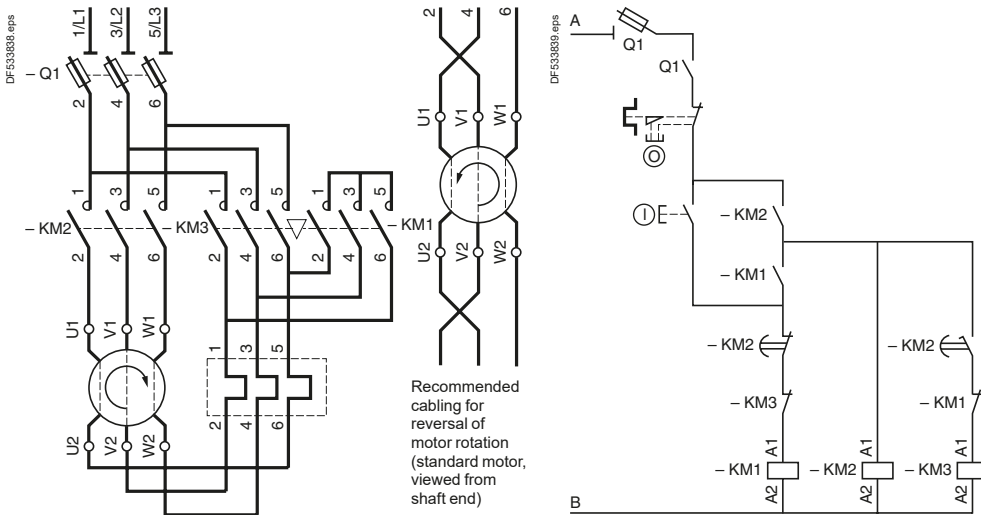 DF533838.eps
1/L1 3/L2 5/L3
– Q1
2 4 6
1 3 5 1 3 5 1 3 5
– KM2 – KM3 – KM1
2 4 6 2 4 6 2 4 6
U1 V1 W1
1 3 5
2 4 6
U2 V2 W2
2 4 6
U1 V1 W1
U2 V2 W2
Recommended
cabling for
reversal of
motor rotation
(standard motor,
viewed from
shaft end)
DF533839.eps
A
Q1
Q1
O
I
– KM2
– KM1
– KM2 – KM2
– KM3 – KM1
A1 A1 A1
– KM1 – KM2 – KM3
A2 A2 A2
B